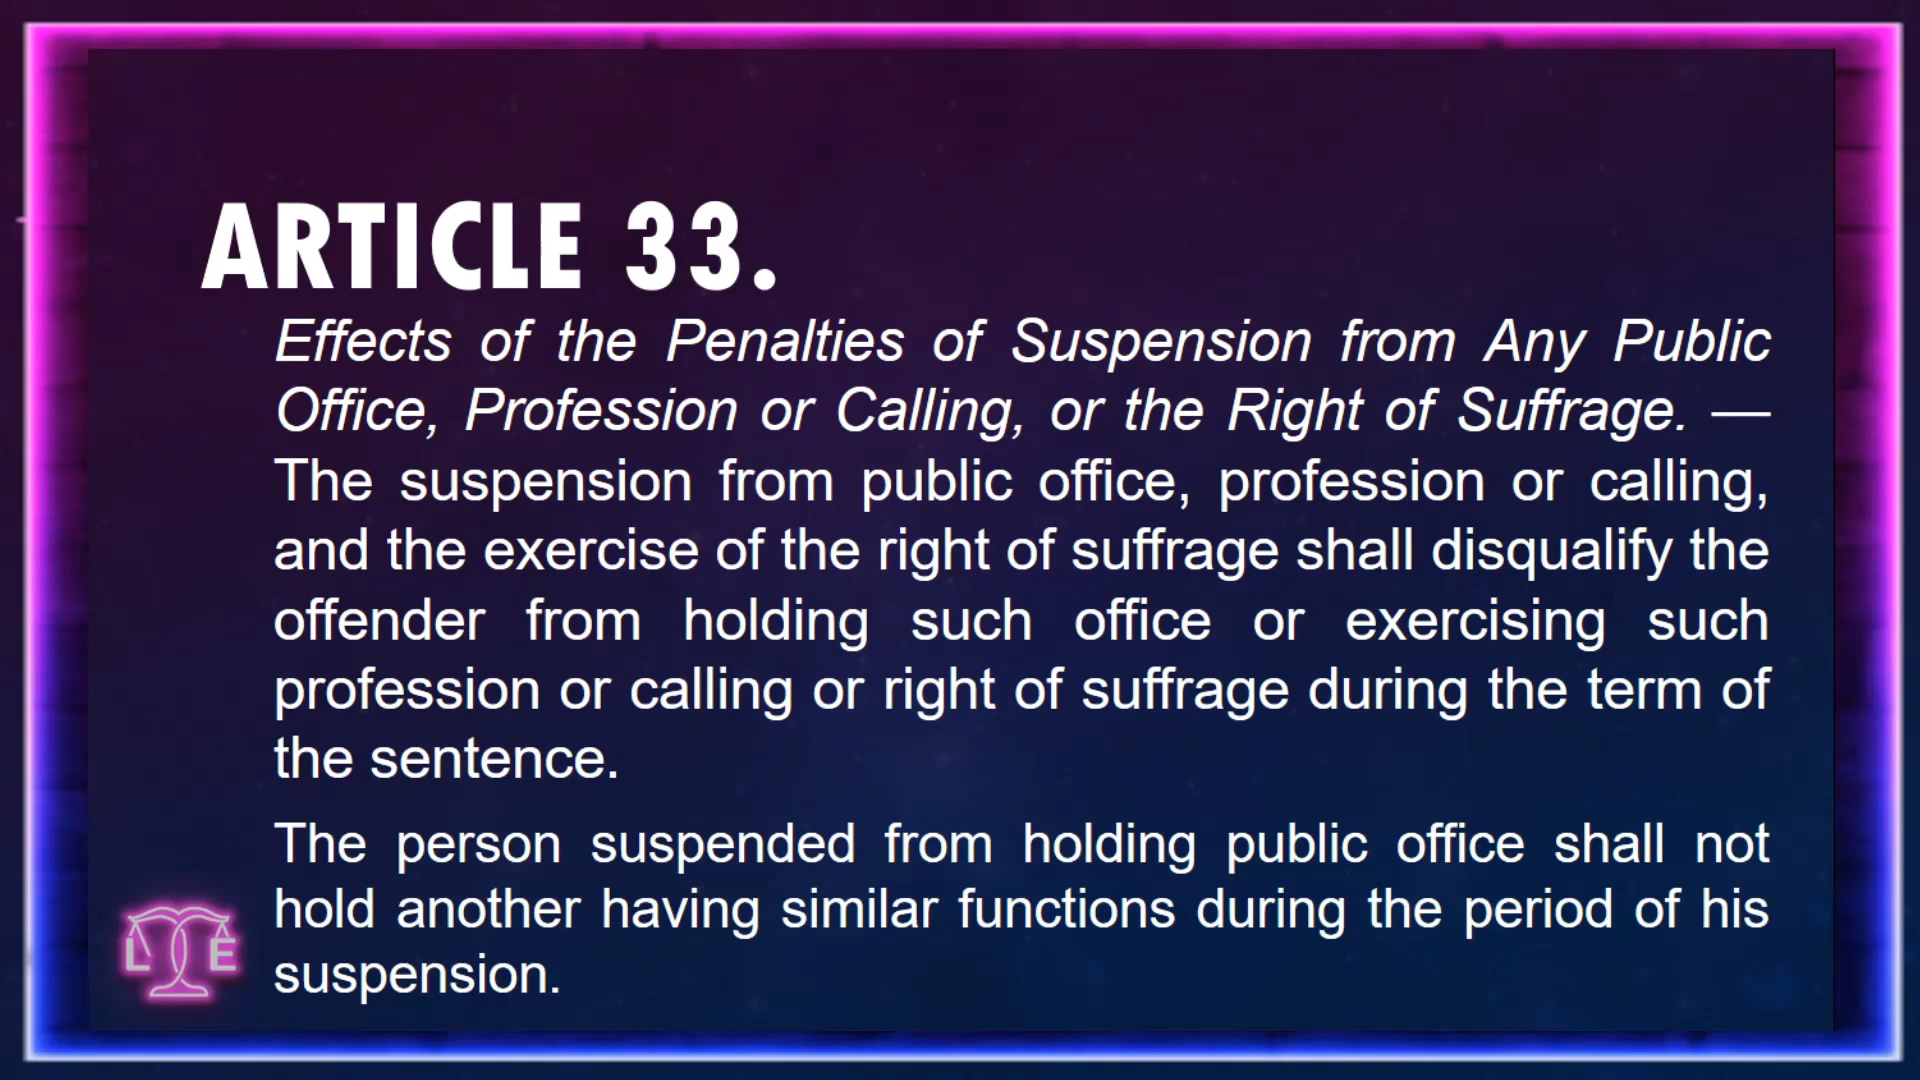 ARTICLE 33.
Effects of the Penalties of Suspension from Any Public
Office, Profession or Calling, or the Right of Suffrage. —
The suspension from public office, profession or calling,
and the exercise of the right of suffrage shall disqualify the
offender from holding such office or exercising such
profession or calling or right of suffrage during the term of
the sentence.
The person suspended from holding public office shall not
hold another having similar functions during the period of his
suspension.
L E